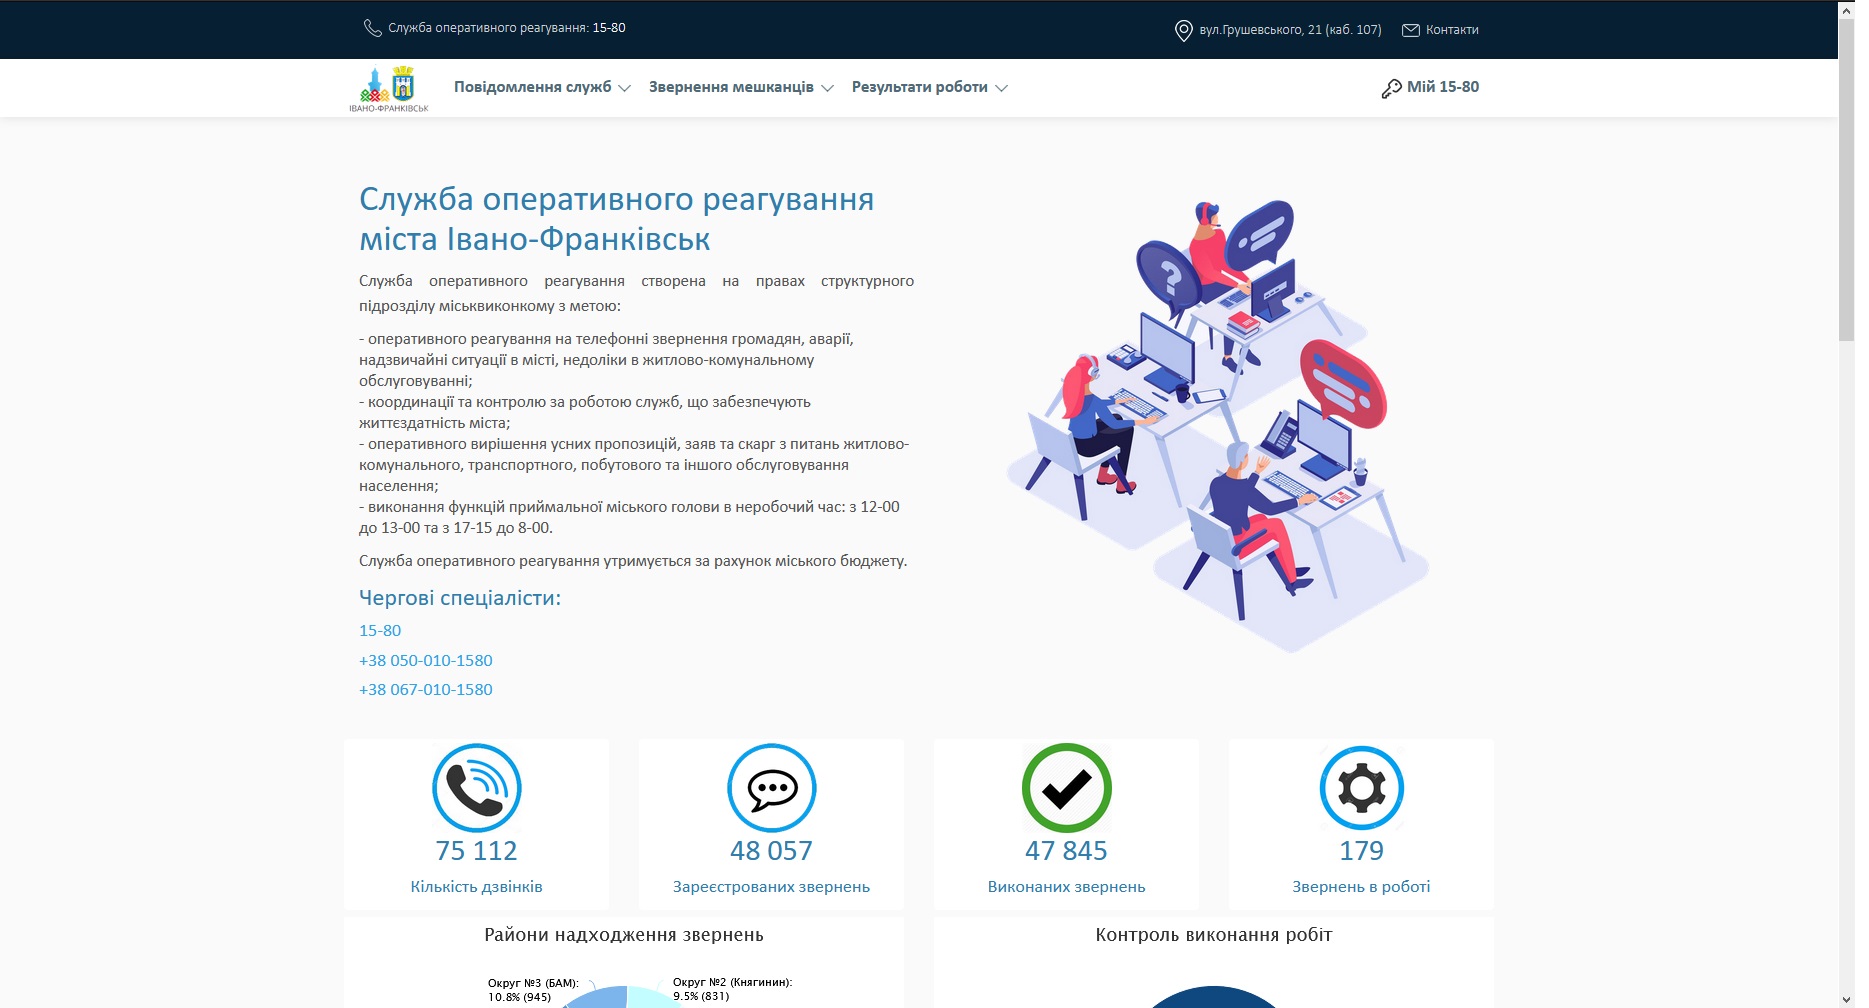 Служба оперативного реагування: 15-80
вул.Грушевського, 21 (каб. 107)
Контакти
ІВАНО-ФРАНКІВСЬК
Повідомлення служб
Звернення мешканців
Результати роботи
Мій 15-80
Служба оперативного реагування
міста Івано-Франківськ
Служба оперативного реагування створена на правах структурного
підрозділу міськвиконкому з метою:
- оперативного реагування на телефонні звернення громадян, аварії,
надзвичайні ситуації в місті, недоліки в житлово-комунальному
обслуговуванні;
- координації та контролю за роботою служб, що забезпечують
життєздатність міста;
- оперативного вирішення усних пропозицій, заяв та скарг з питань житлово-
комунального, транспортного, побутового та іншого обслуговування
населення;
- виконання функцій приймальної міського голови в неробочий час: з 12-00
до 13-00 та з 17-15 до 8-00.
Служба оперативного реагування утримується за рахунок міського бюджету.
Чергові спеціалісти:
15-80
+38 050-010-1580
+38 067-010-1580
?
75 112
Кількість дзвінків
48 057
Зареєстрованих звернень
47 845
Виконаних звернень
179
Звернень в роботі
Райони надходження звернень
Округ №3 (БАМ):
10.8% (945)
Округ №2 (Княгинин):
9.5% (831)
Контроль виконання робіт